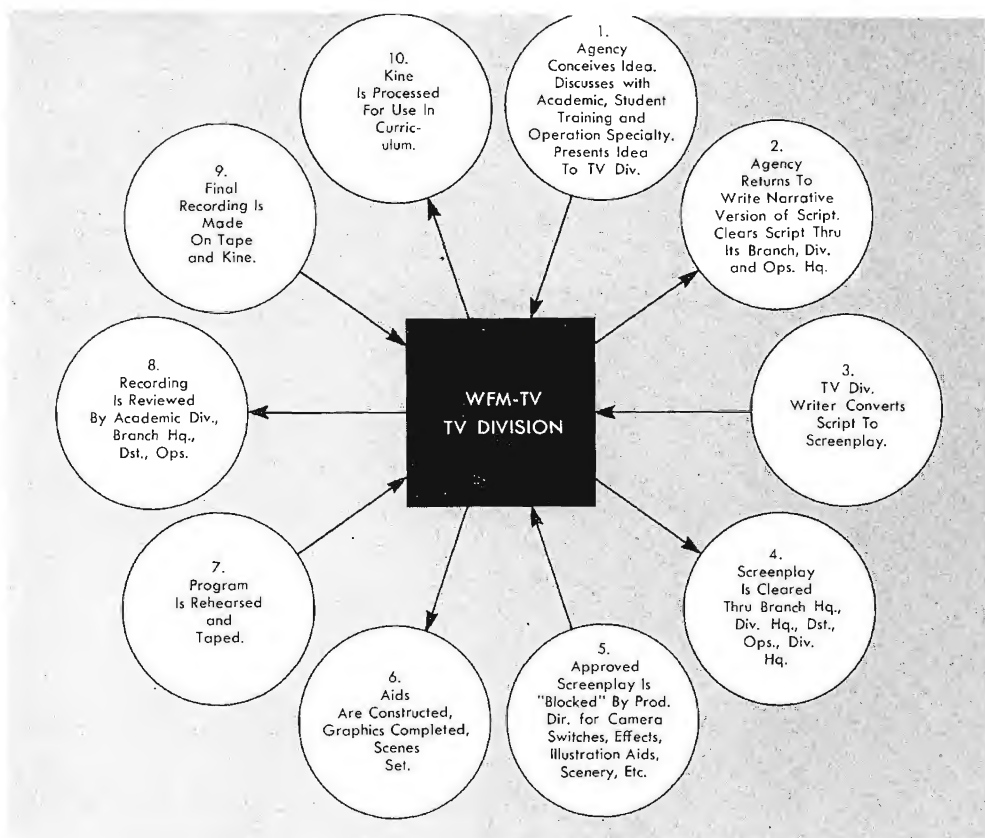 1.
Agency
Conceives Idea.
Discusses with
Academic, Student
Training and
Operation Specialty.
Presents Idea
To TV Div.
2.
Agency
Returns To
Write Narrative
Version of Script.
Clears Script Thru
Its Branch, Div.
and Ops. Hq.
3.
TV Div.
Writer Converts
Script To
Screenplay.
4.
Screenplay
Is Cleared
Thru Branch Hq.,
Div. Hq., Dst.,
Ops., Div.
Hq.
5.
Approved
Screenplay Is
"Blocked" By Prod.
Dir. for Camera
Switches, Effects,
Illustration Aids,
Scenery, Etc.
6.
Aids
Are Constructed,
Graphics Completed,
Scenes
Set.
7.
Program
Is Rehearsed
and
Taped.
8.
Recording
Is Reviewed
By Academic Div.,
Branch Hq.,
Dst., Ops.
9.
Final
Recording Is
Made
On Tape
and Kine.
10.
Kine
Is Processed
For Use In
Curric-
ulum.
WFM-TV
TV DIVISION